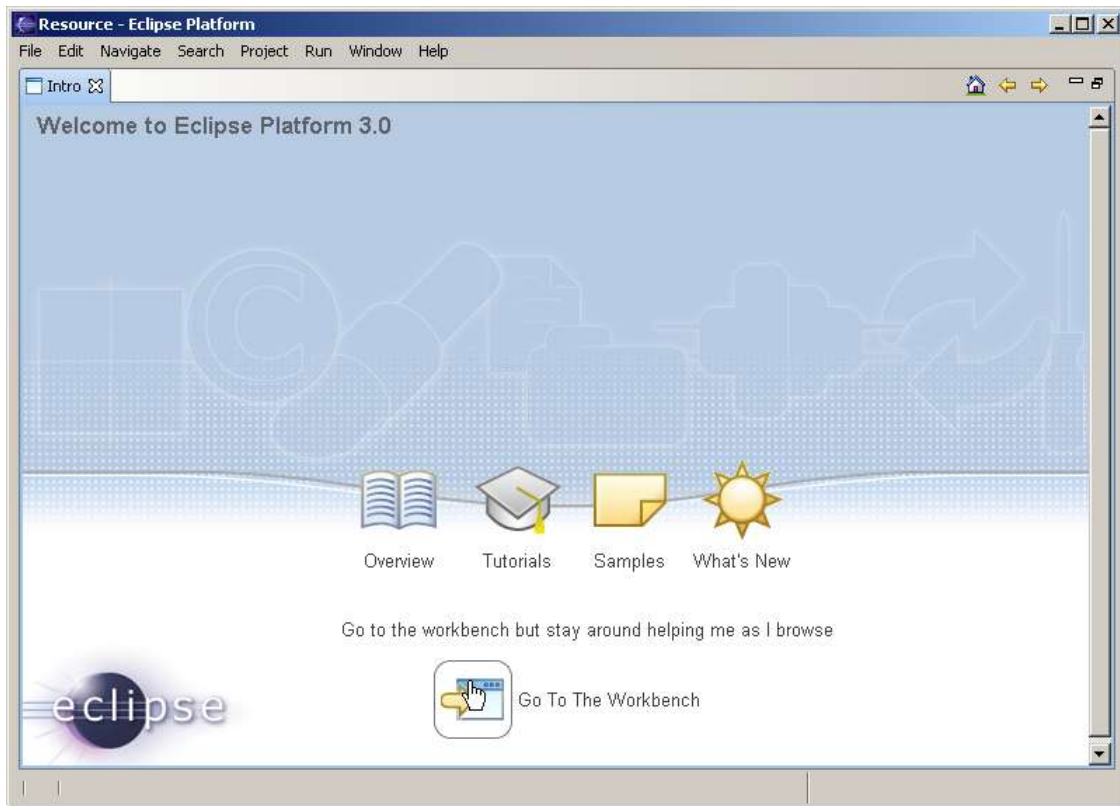 Resource - Eclipse Platform
File Edit Navigate Search Project Run Window Help
Intro
Welcome to Eclipse Platform 3.0
Overview Tutorials Samples What's New
Go to the workbench but stay around helping me as I browse
Go To The Workbench
eclipse